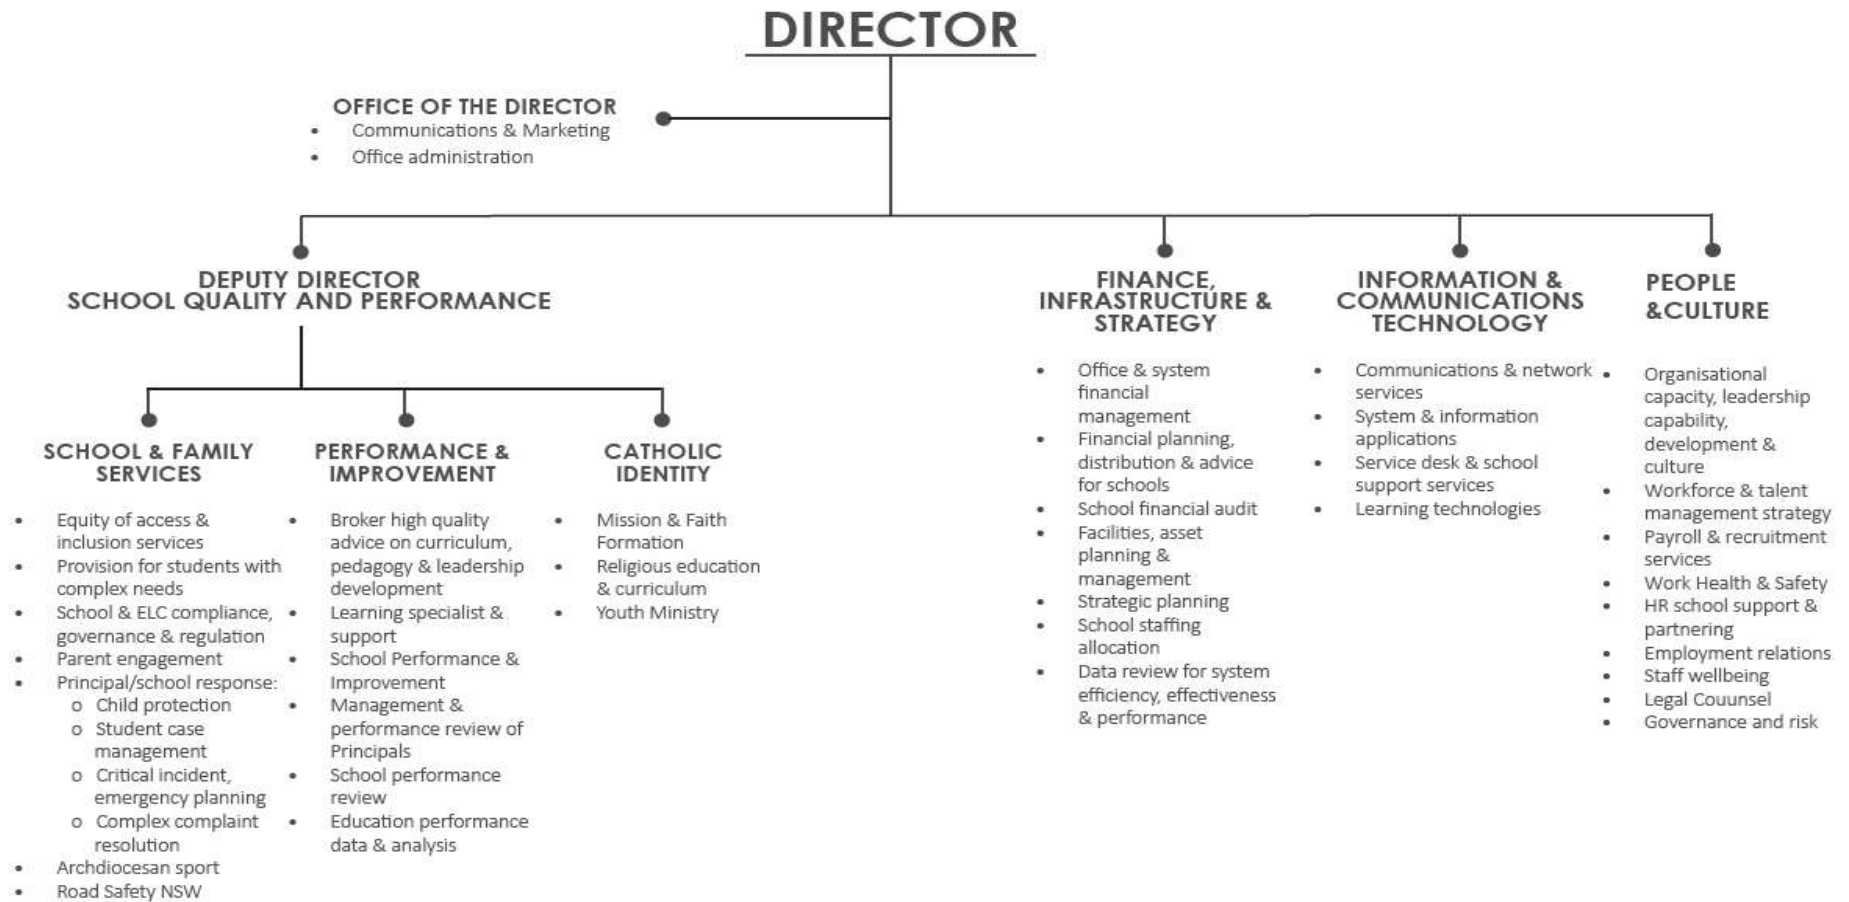 DIRECTOR
OFFICE OF THE DIRECTOR
• Communications & Marketing
• Office administration
DEPUTY DIRECTOR
SCHOOL QUALITY AND PERFORMANCE
SCHOOL & FAMILY
SERVICES
• Equity of access &
inclusion services
• Provision for students with
complex needs
• School & ELC compliance,
governance & regulation
• Parent engagement
• Principal/school response:
o Child protection
o Student case
management
o Critical incident,
emergency planning
o Complex complaint
resolution
• Archdiocesan sport
• Road Safety NSW
PERFORMANCE &
IMPROVEMENT
• Broker high quality
advice on curriculum,
pedagogy & leadership
development
• Learning specialist &
support
• School Performance &
Improvement
• Management &
performance review of
Principals
• School performance
review
• Education performance
data & analysis
CATHOLIC
IDENTITY
• Mission & Faith
Formation
• Religious education
& curriculum
• Youth Ministry
FINANCE,
INFRASTRUCTURE &
STRATEGY
• Office & system
financial
management
• Financial planning,
distribution & advice
for schools
• School financial audit
• Facilities, asset
planning &
management
• Strategic planning
• School staffing
allocation
• Data review for system
efficiency, effectiveness
& performance
INFORMATION &
COMMUNICATIONS
TECHNOLOGY
• Communications & network
services
• System & information
applications
• Service desk & school
support services
• Learning technologies
PEOPLE
&CULTURE
• Organisational
capacity, leadership
capability,
development &
culture
• Workforce & talent
management strategy
• Payroll & recruitment
services
• Work Health & Safety
• HR school support &
partnering
• Employment relations
• Staff wellbeing
• Legal Couunsel
• Governance and risk